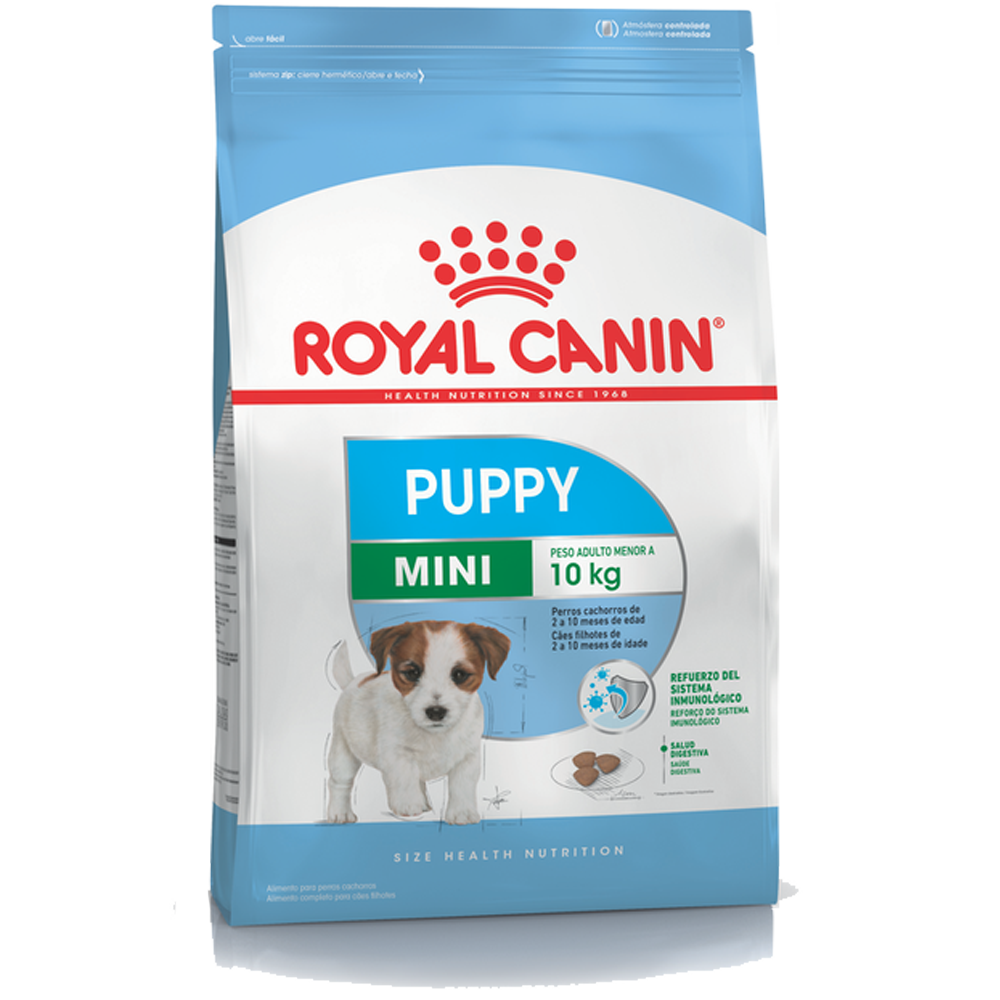 abre fácil
Atmósfera controlada
Atmosfera controlada
sistema zip: cierre hermético/abre e fecha
ROYAL CANIN®
HEALTH NUTRITION SINCE 1968
PUPPY
MINI
PESO ADULTO MENOR A
10 kg
Perros cachorros de
2 a 10 meses de edad
Cães filhotes de
2 a 10 meses de idade
REFUERZO DEL
SISTEMA
INMUNOLÓGICO
REFORÇO DO SISTEMA
IMUNOLÓGICO
SALUD
DIGESTIVA
SAÚDE
DIGESTIVA
SIZE HEALTH NUTRITION
Alimento para perros cachorros
Alimento completo para cães filhotes